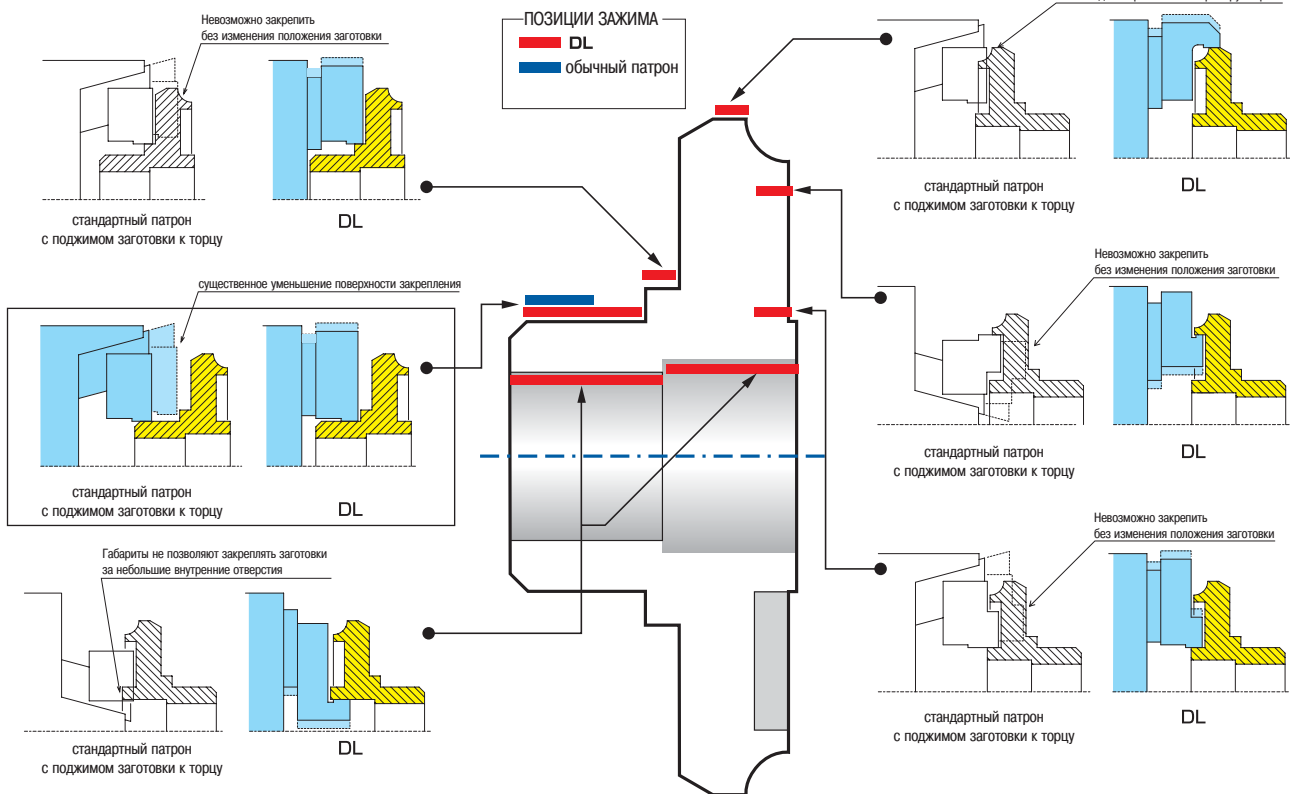 Невозможно закрепить
без изменения положения заготовки
стандартный патрон
с поджимом заготовки к торцу
DL
ПОЗИЦИИ ЗАЖИМА
DL
обычный патрон
стандартный патрон
с поджимом заготовки к торцу
DL
существенное уменьшение поверхности закрепления
стандартный патрон
с поджимом заготовки к торцу
DL
Невозможно закрепить
без изменения положения заготовки
стандартный патрон
с поджимом заготовки к торцу
DL
Габариты не позволяют закреплять заготовки
за небольшие внутренние отверстия
стандартный патрон
с поджимом заготовки к торцу
DL
Невозможно закрепить
без изменения положения заготовки
стандартный патрон
с поджимом заготовки к торцу
DL